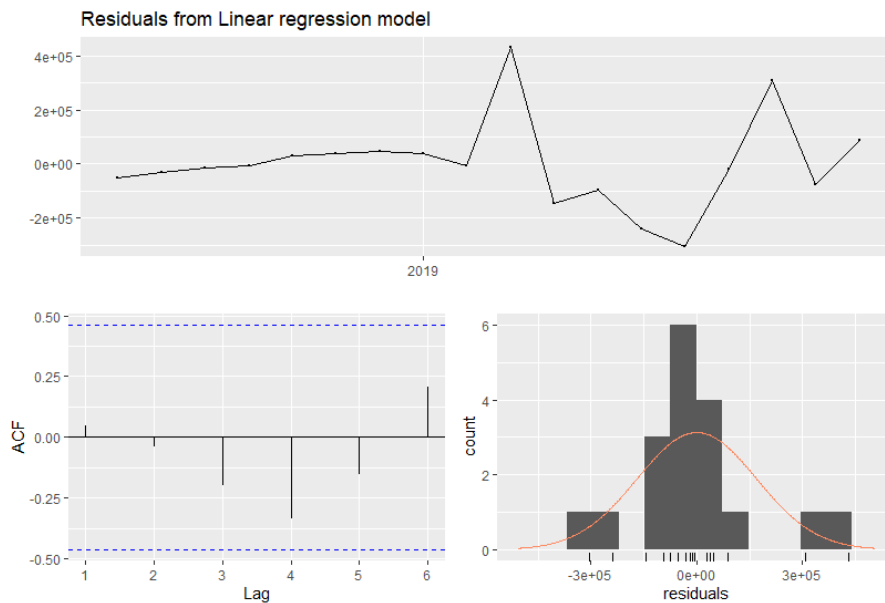 Residuals from Linear regression model
4e+05
2e+05
0e+00
-2e+05
2019
0.50
0.25
0.00
-0.25
-0.50
ACF
1 2 3 4 5 6
Lag
6
4
2
0
count
-3e+05 0e+00 3e+05
residuals